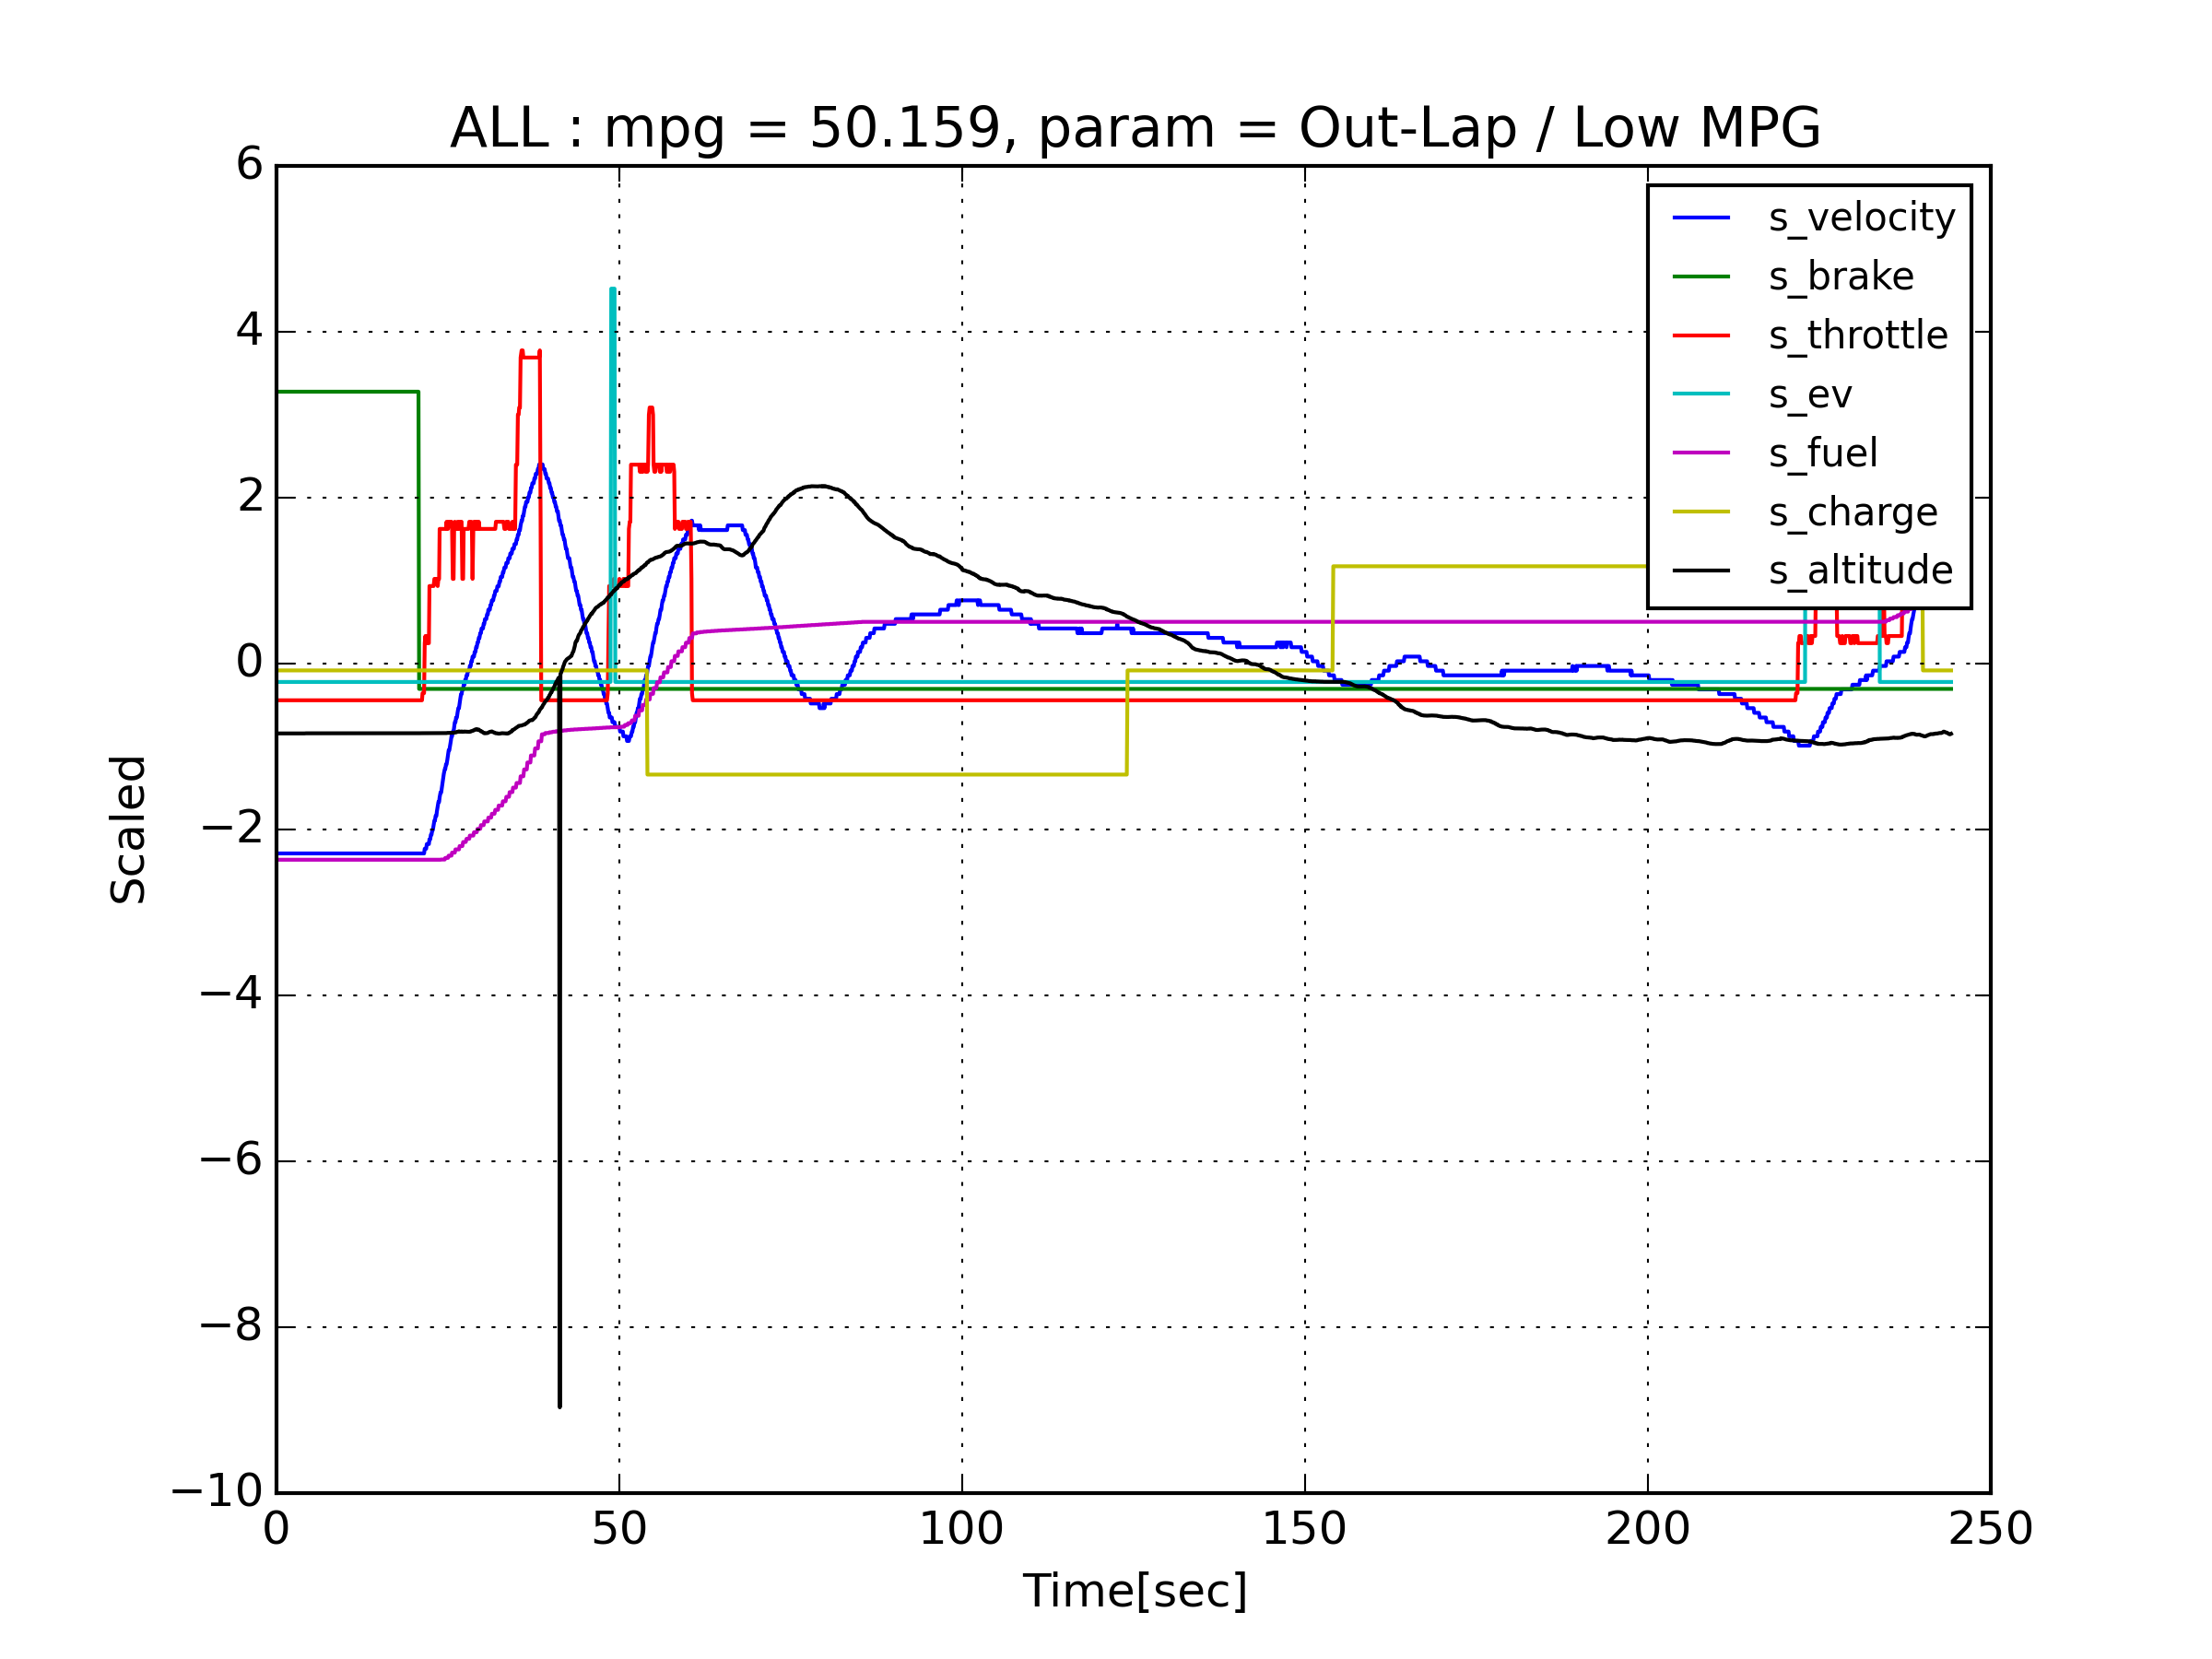 ALL : mpg = 50.159, param = Out-Lap / Low MPG
6
4
2
0
−2
−4
−6
−8
−10
Scaled
s_velocity
s_brake
s_throttle
s_ev
s_fuel
s_charge
s_altitude
0 50 100 150 200 250
Time[sec]